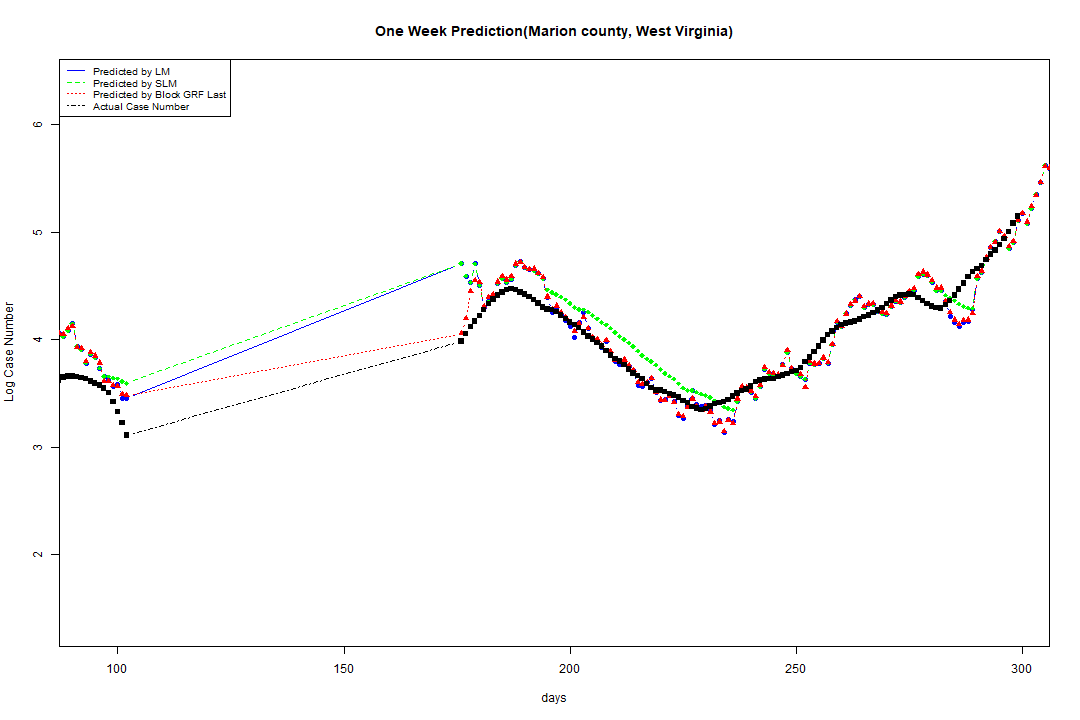 One Week Prediction(Marion county, West Virginia)
Predicted by LM
Predicted by SLM
Predicted by Block GRF Last
Actual Case Number
6
5
4
3
2
Log Case Number
100 150 200 250 300
days